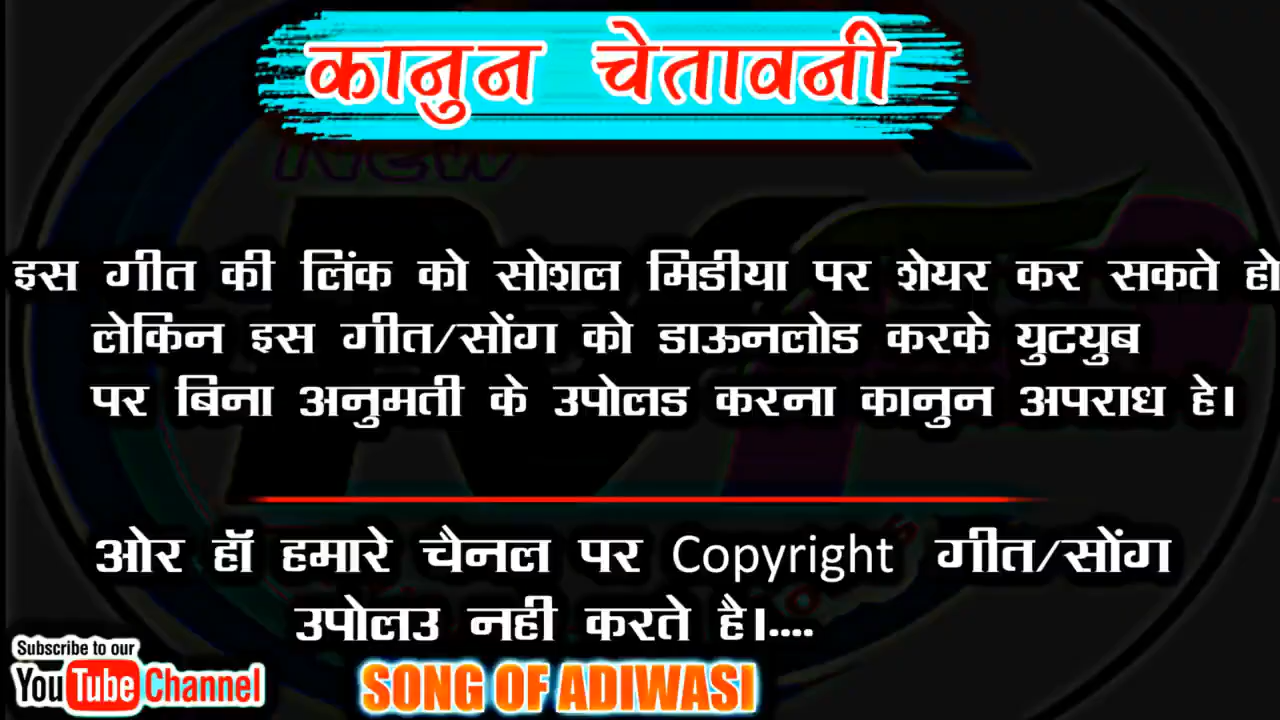 कानुन चेतावनी
New
इस गीत की लिंक को सोशल मिडीया पर शेयर कर सकते हो
लेकिन इस गीत/सोंग को डाऊनलोड करके युटयुब
पर बिना अनुमती के उपोलड करना कानुन अपराध हे।
ओर हॉ हमारे चैनल पर Copyright गीत/सोंग
उपोलउ नही करते है।....
Subscribe to our
YouTube Channel
SONG OF ADIWASI